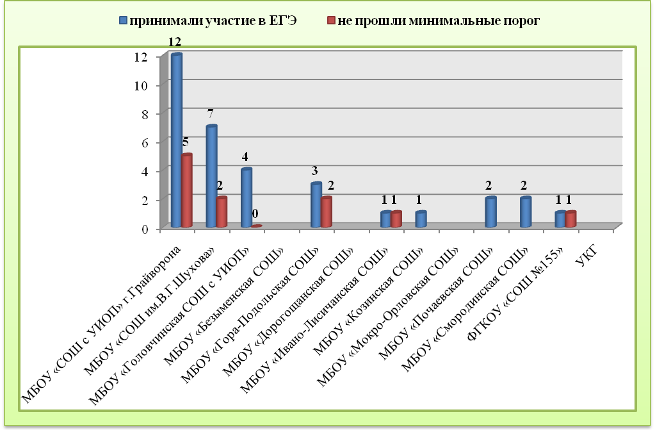 принимали участие в ЕГЭ
не прошли минимальные порог
12
10
8
6
4
2
0
12
5
7
2
4
0
3
2
1
1
1
2
2
1
1
МБОУ «СОШ с УИОП» г.Грайворона
МБОУ «СОШ им.В.Г.Шухова»
МБОУ «Головчинская СОШ с УИОП»
МБОУ «Безыменская СОШ»
МБОУ «Гора-Подольская СОШ»
МБОУ «Дорогощанская СОШ»
МБОУ «Ивано-Лисичанская СОШ»
МБОУ «Козинская СОШ»
МБОУ «Мокро-Орловская СОШ»
МБОУ «Почаевская СОШ»
МБОУ «Смородинская СОШ»
ФГКОУ «СОШ №155»
УКГ